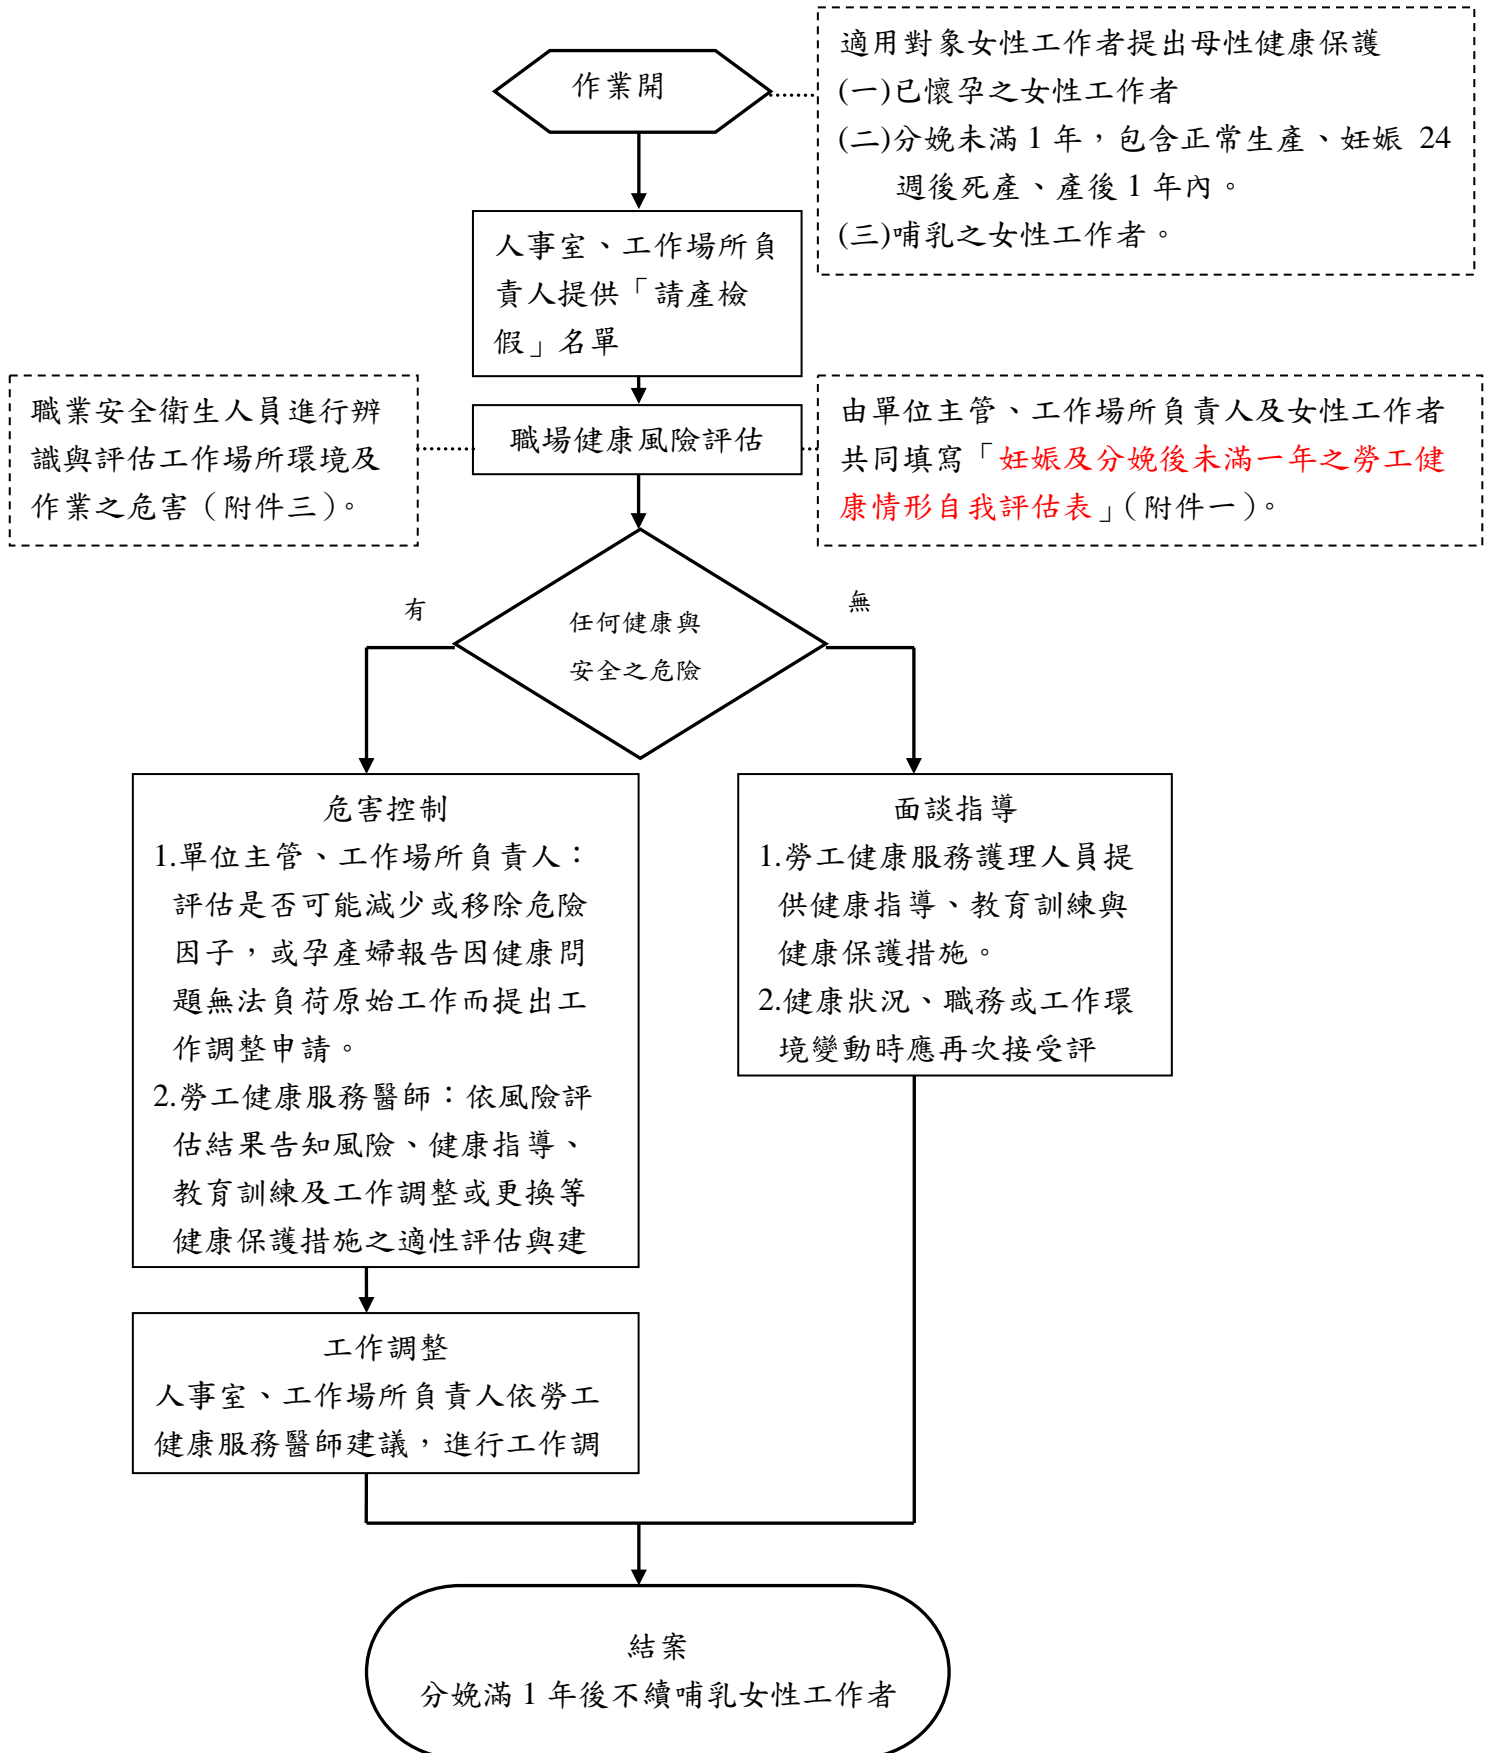 作業開
適用對象女性工作者提出母性健康保護
(一)已懷孕之女性工作者
(二)分娩未滿 1 年，包含正常生產、妊娠 24
週後死產、產後 1 年內。
(三)哺乳之女性工作者。
人事室、工作場所負
責人提供「請產檢
假」名單
職業安全衛生人員進行辨
識與評估工作場所環境及
作業之危害（附件三）。
職場健康風險評估
由單位主管、工作場所負責人及女性工作者
共同填寫「妊娠及分娩後未滿一年之勞工健
康情形自我評估表」（附件一）。
有
無
任何健康與
安全之危險
危害控制
1.單位主管、工作場所負責人：
評估是否可能減少或移除危險
因子，或孕產婦報告因健康問
題無法負荷原始工作而提出工
作調整申請。
2.勞工健康服務醫師：依風險評
估結果告知風險、健康指導、
教育訓練及工作調整或更換等
健康保護措施之適性評估與建
面談指導
1.勞工健康服務護理人員提
供健康指導、教育訓練與
健康保護措施。
2.健康狀況、職務或工作環
境變動時應再次接受評
工作調整
人事室、工作場所負責人依勞工
健康服務醫師建議，進行工作調
結案
分娩滿 1 年後不續哺乳女性工作者